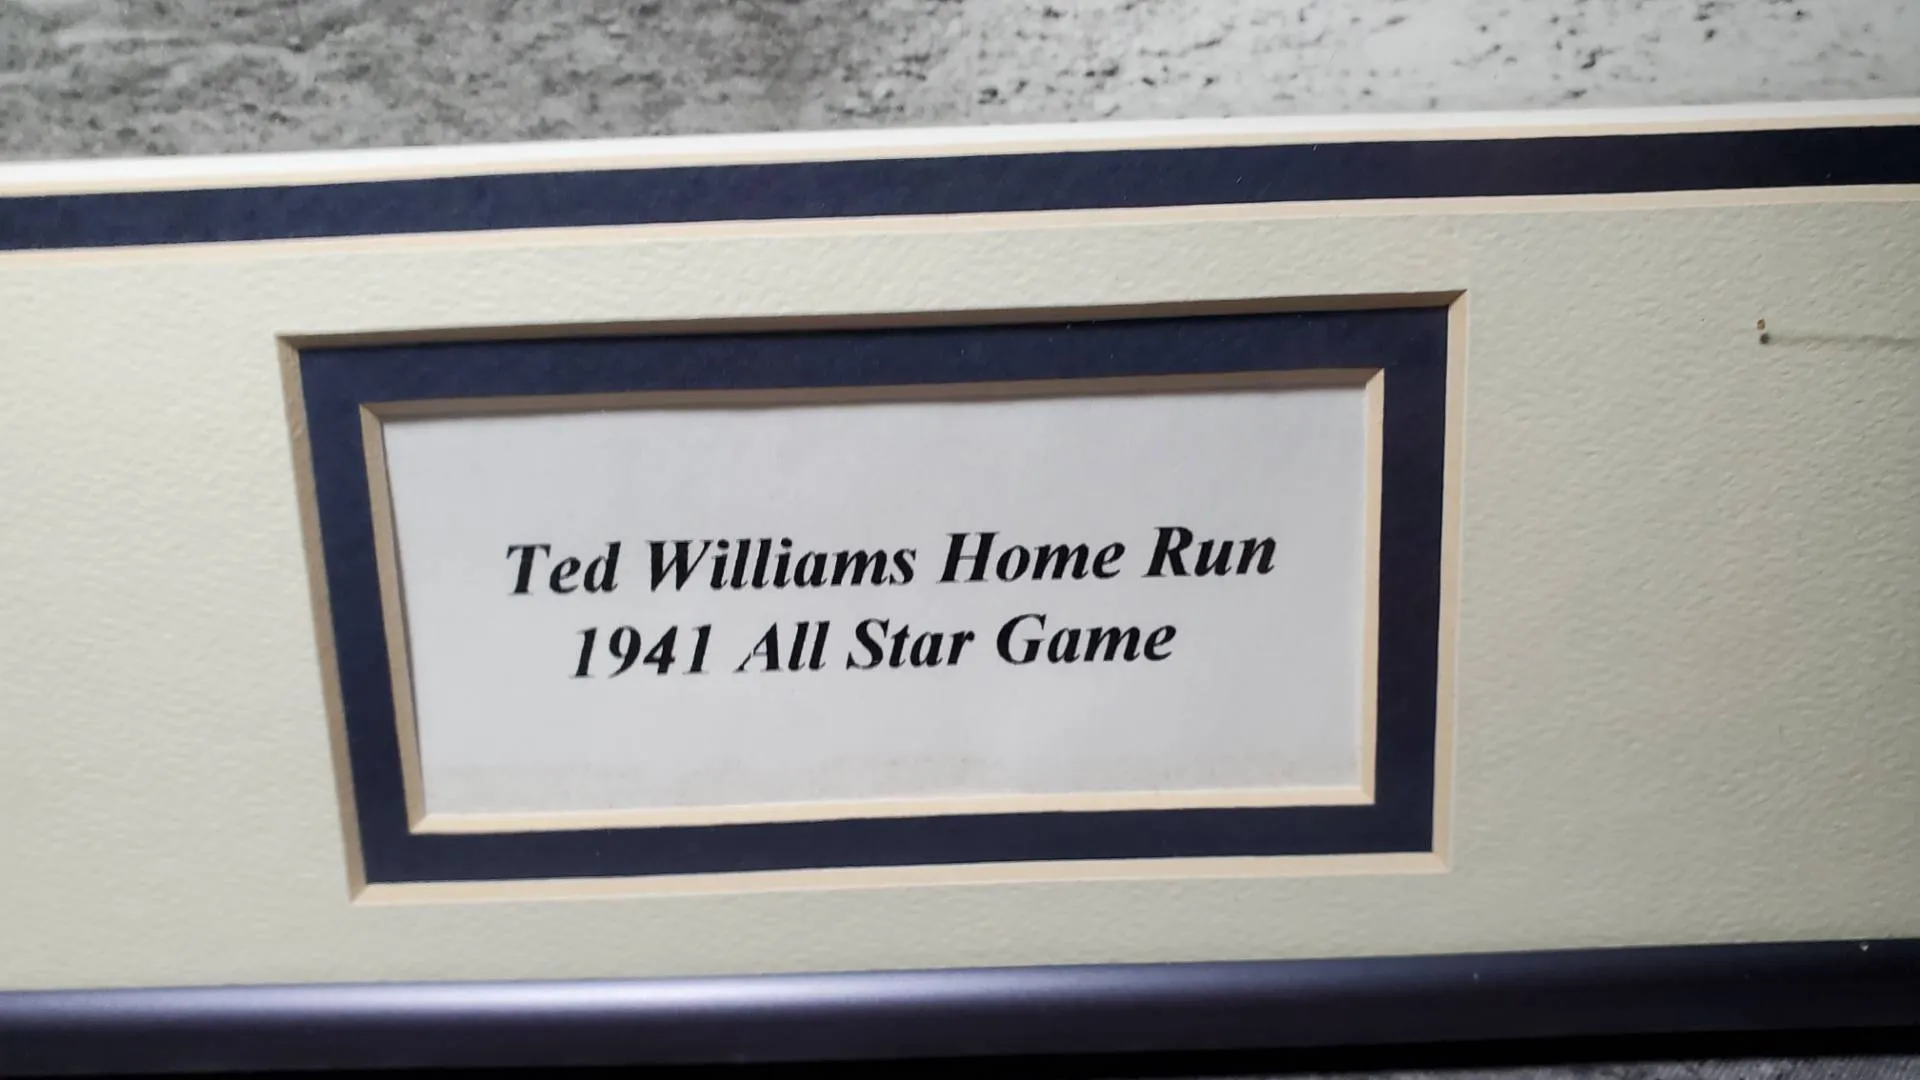 Ted Williams Home Run
1941 All Star Game